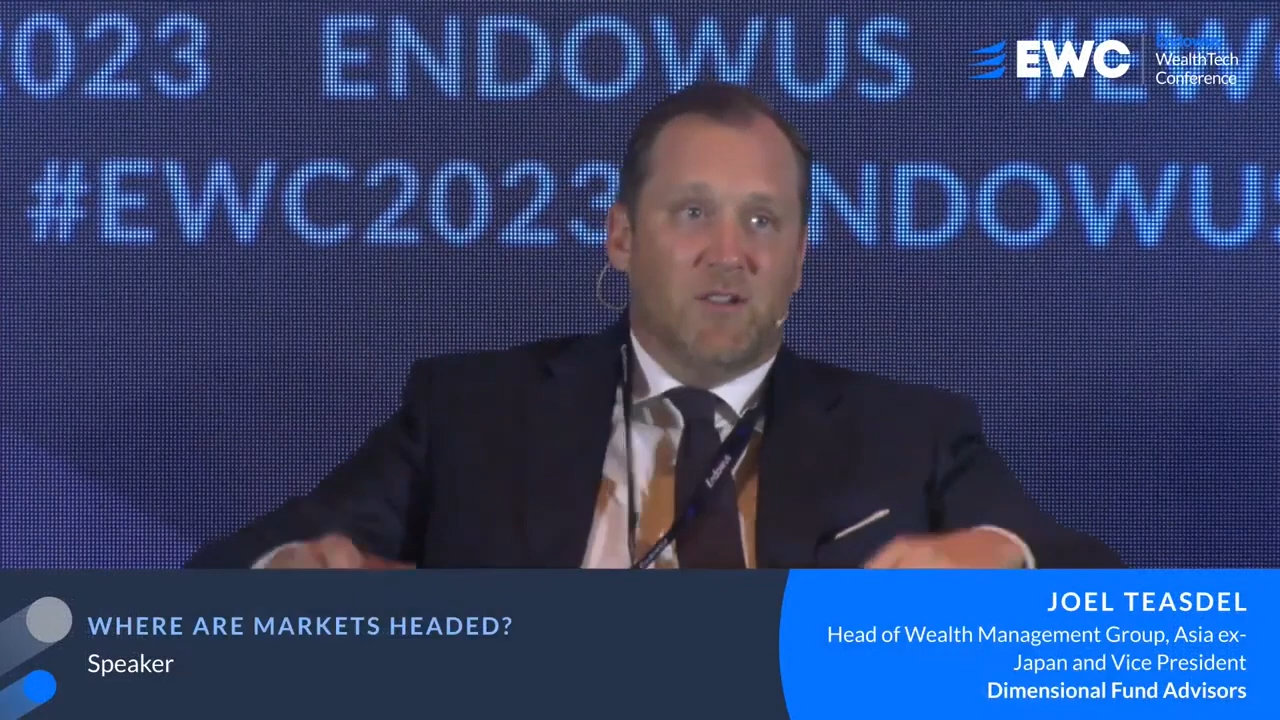 2023 ENDOWUS #EW
EWC
WealthTech
Conference
#EWC2023 ENDOWUS
WHERE ARE MARKETS HEADED?
Speaker
JOEL TEASDEL
Head of Wealth Management Group, Asia ex-
Japan and Vice President
Dimensional Fund Advisors